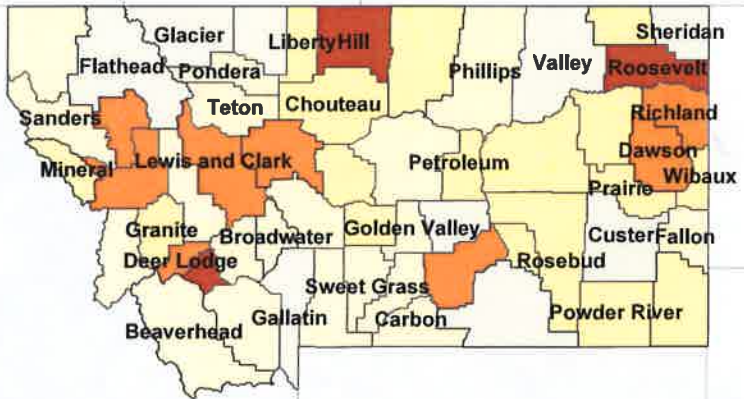 Glacier
Liberty
Hill
Sheridan
Flathead
Pondera
Phillips
Valley
Roosevelt
Teton
Chouteau
Sanders
Richland
Mineral
Lewis and Clark
Petroleum
Dawson
Wibaux
Prairie
Granite
Broadwater
Golden Valley
Custer
Fallon
Deer Lodge
Rosebud
Sweet Grass
Beaverhead
Gallatin
Carbon
Powder River